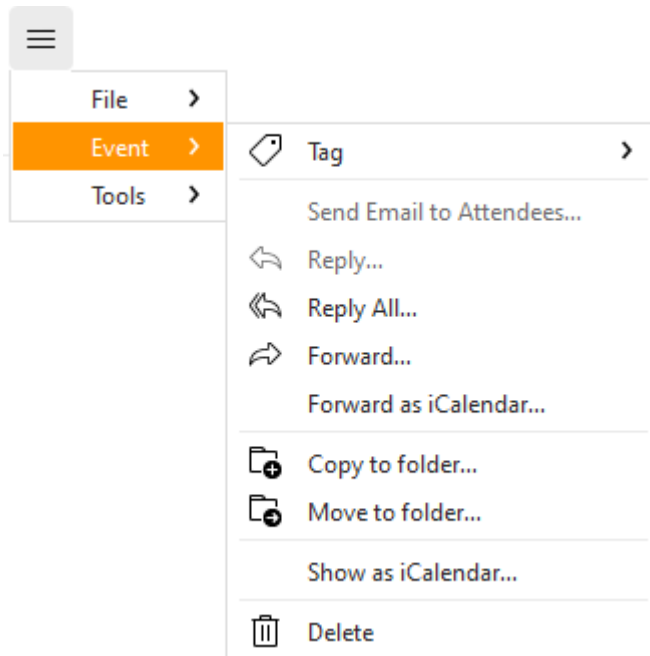 File
Event
Tools
Tag
Send Email to Attendees...
Reply...
Reply All...
Forward...
Forward as iCalendar...
Copy to folder...
Move to folder...
Show as iCalendar...
Delete